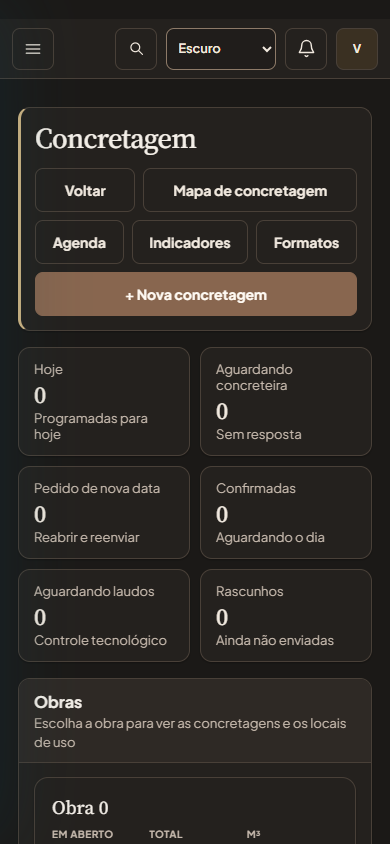 Escuro
V
Concretagem
Voltar
Mapa de concretagem
Agenda
Indicadores
Formatos
+ Nova concretagem
Hoje
0
Programadas para
hoje
Aguardando
concreteira
0
Sem resposta
Pedido de nova data
0
Reabrir e reenviar
Confirmadas
0
Aguardando o dia
Aguardando laudos
0
Controle tecnológico
Rascunhos
0
Ainda não enviadas
Obras
Escolha a obra para ver as concretagens e os locais
de uso
Obra 0
EM ABERTO
TOTAL
M³